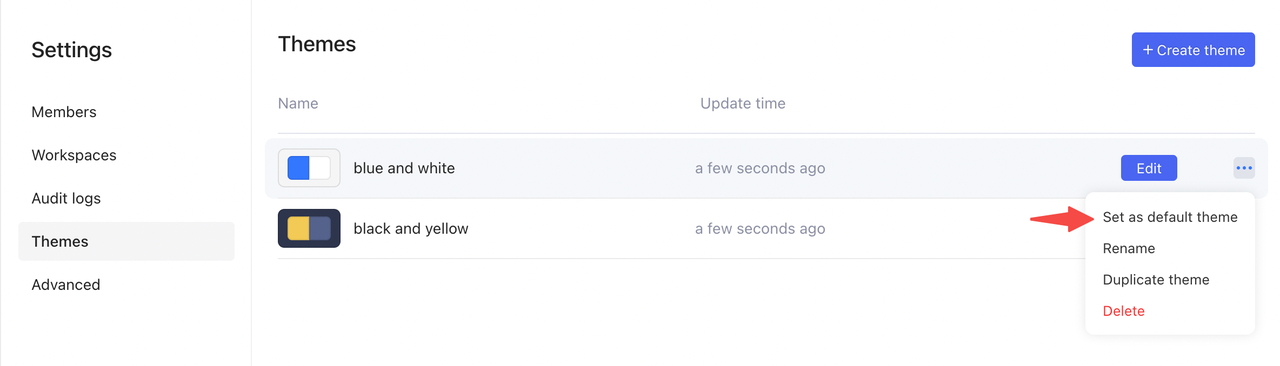 Settings
Members
Workspaces
Audit logs
Themes
Advanced
Themes
+ Create theme
Name Update time
blue and white a few seconds ago Edit
black and yellow a few seconds ago
Set as default theme
Rename
Duplicate theme
Delete